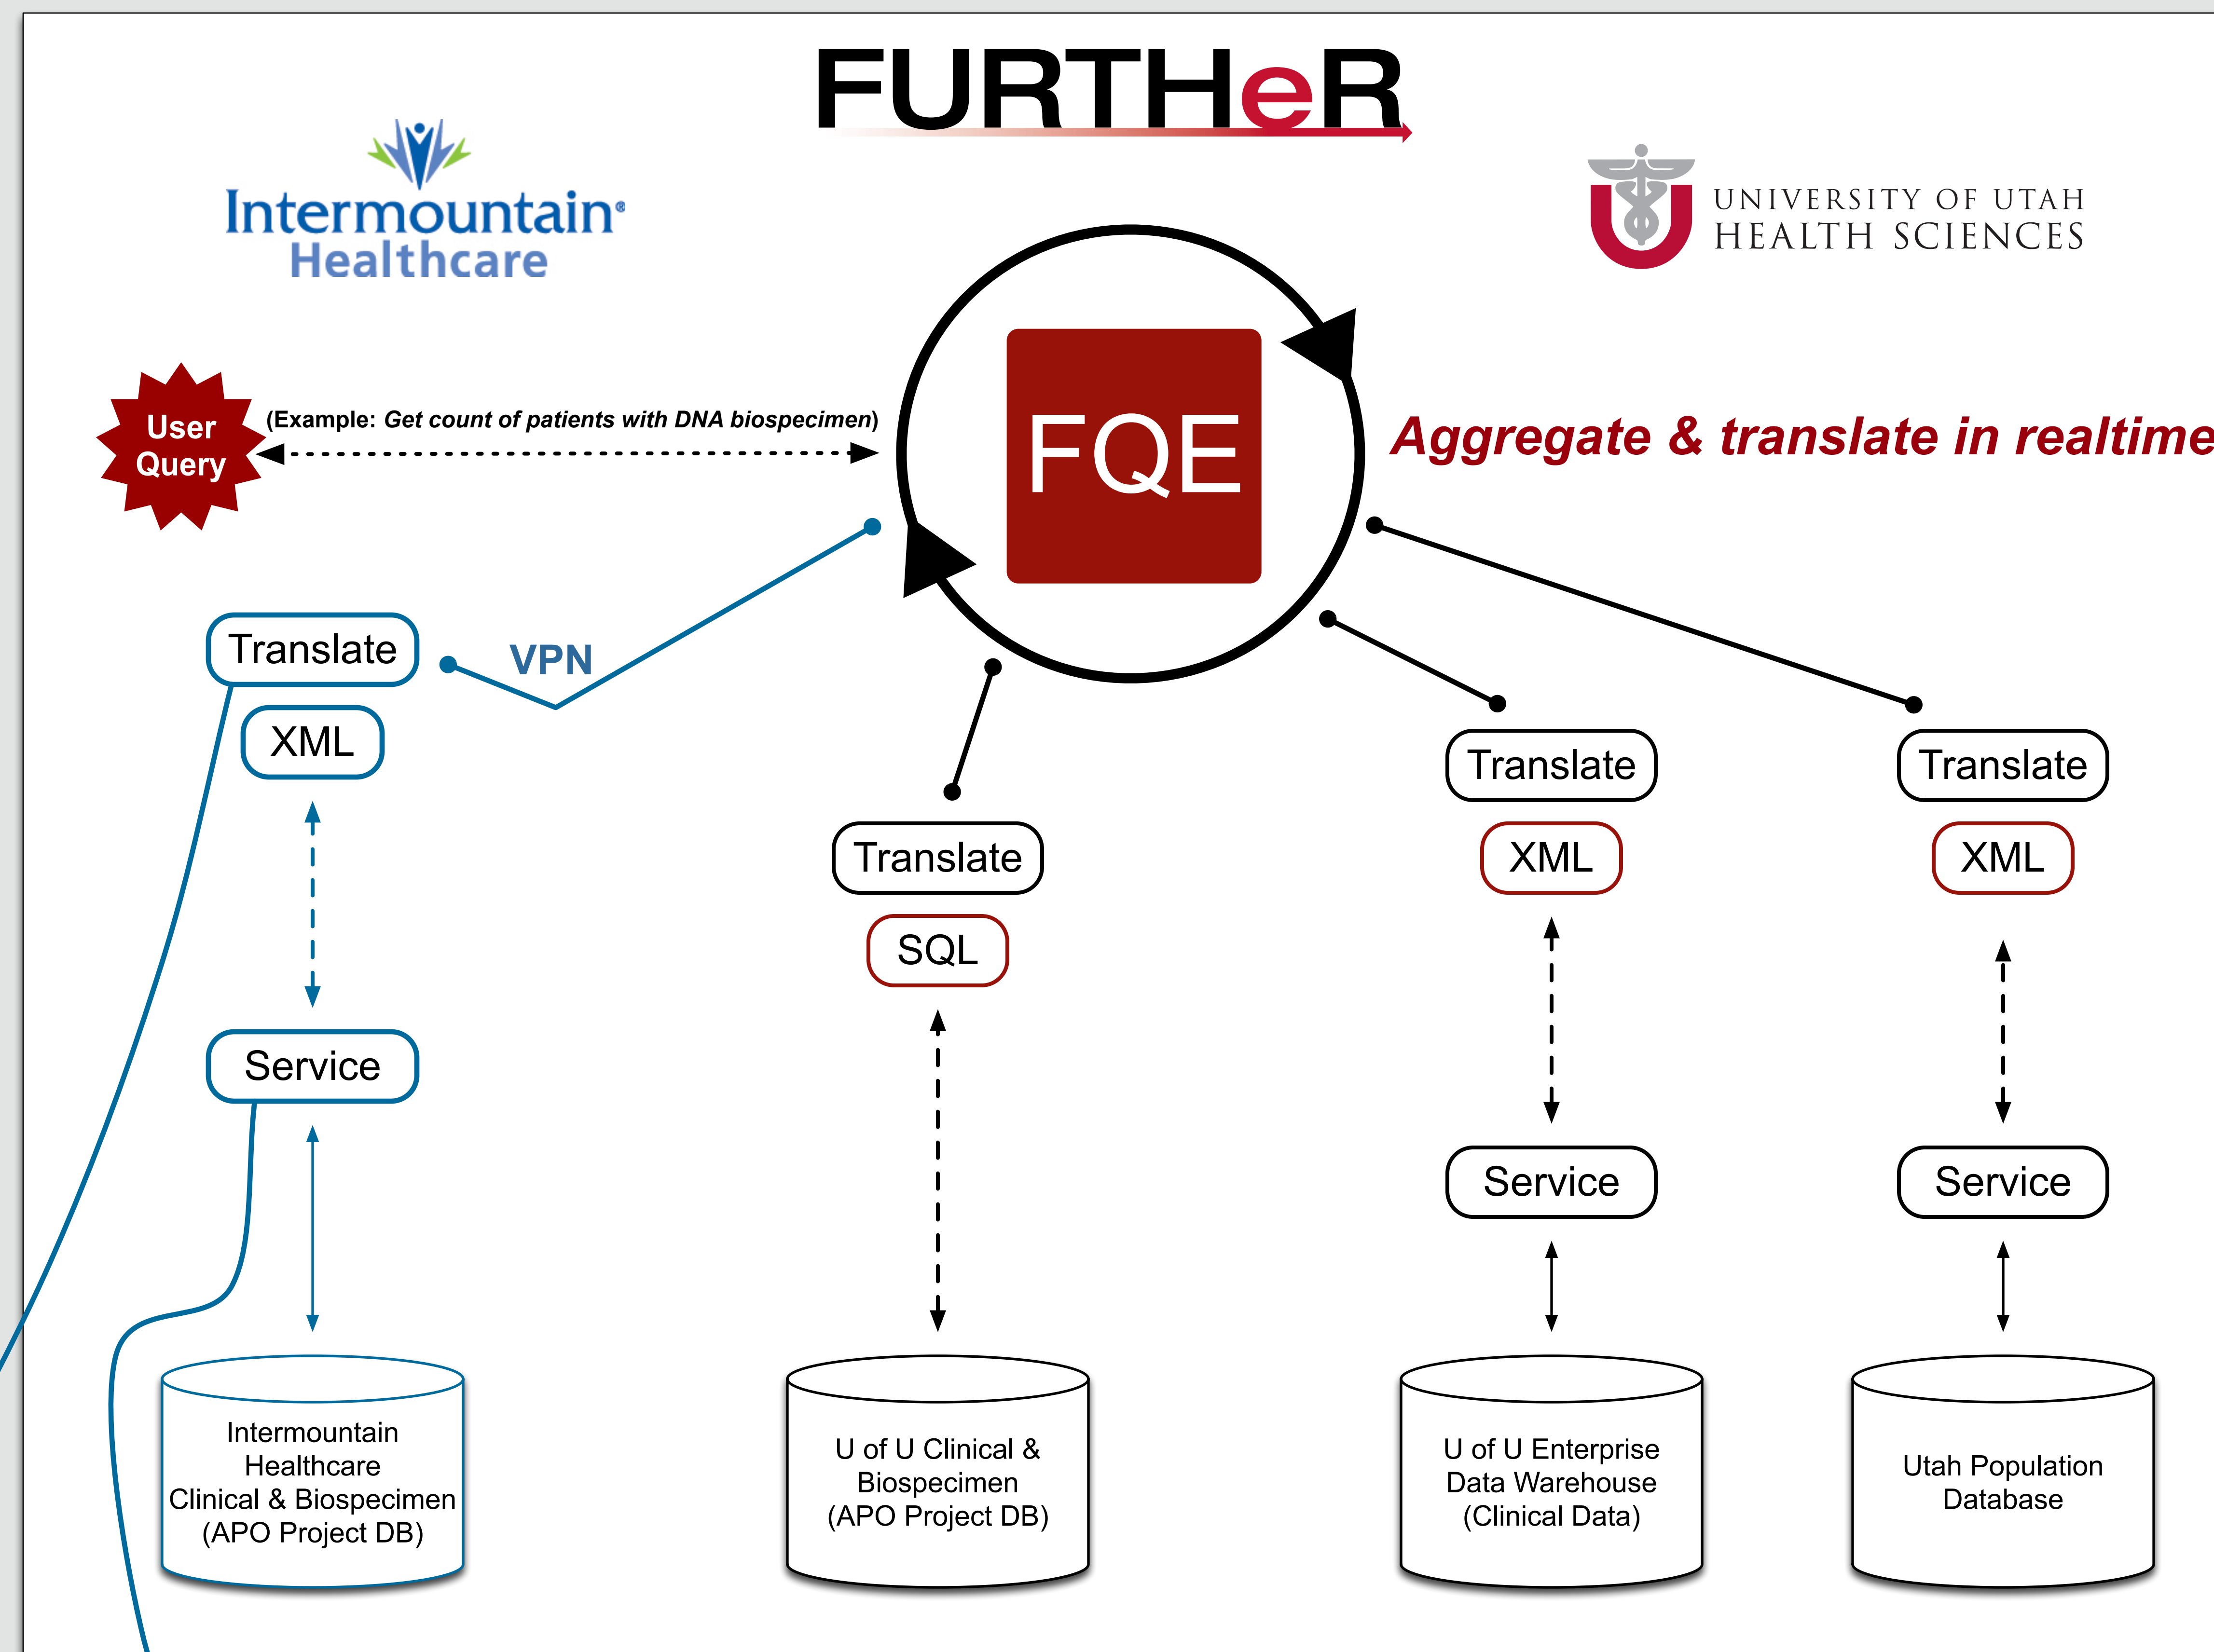 FURTHeR
Intermountain®
Healthcare
UNIVERSITY OF UTAH
HEALTH SCIENCES
User
Query
(Example: Get count of patients with DNA biospecimen)
FQE
Aggregate & translate in realtime
VPN
Translate
XML
Service
Intermountain
Healthcare
Clinical & Biospecimen
(APO Project DB)
Translate
SQL
U of U Clinical &
Biospecimen
(APO Project DB)
Translate
XML
Service
U of U Enterprise
Data Warehouse
(Clinical Data)
Translate
XML
Service
Utah Population
Database